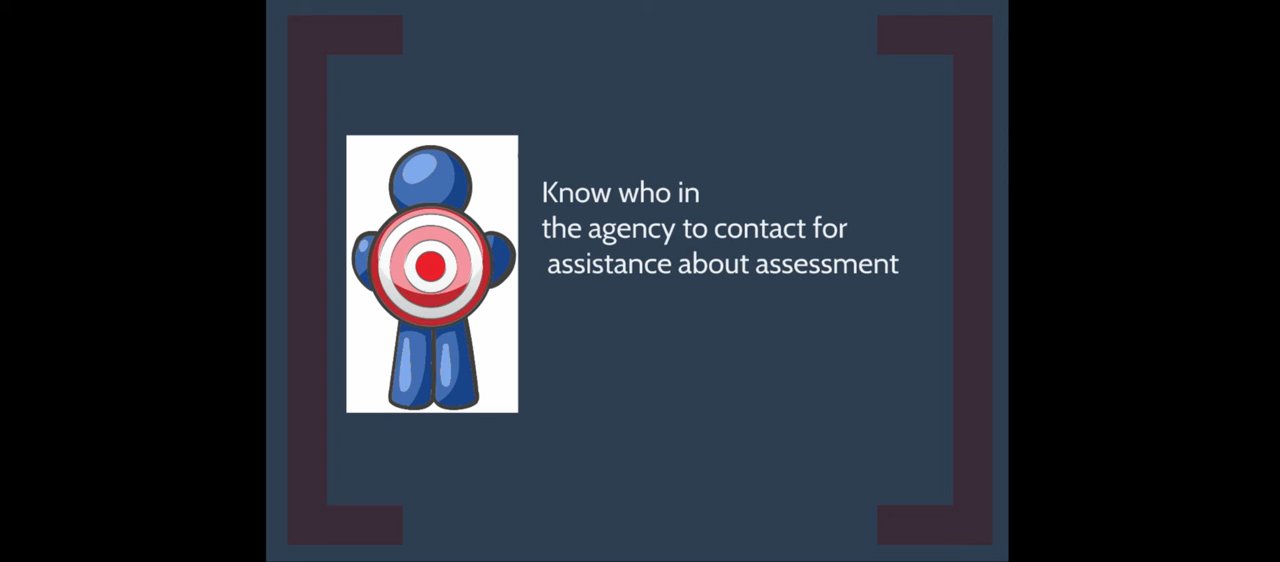 Know who in
the agency to contact for
assistance about assessment